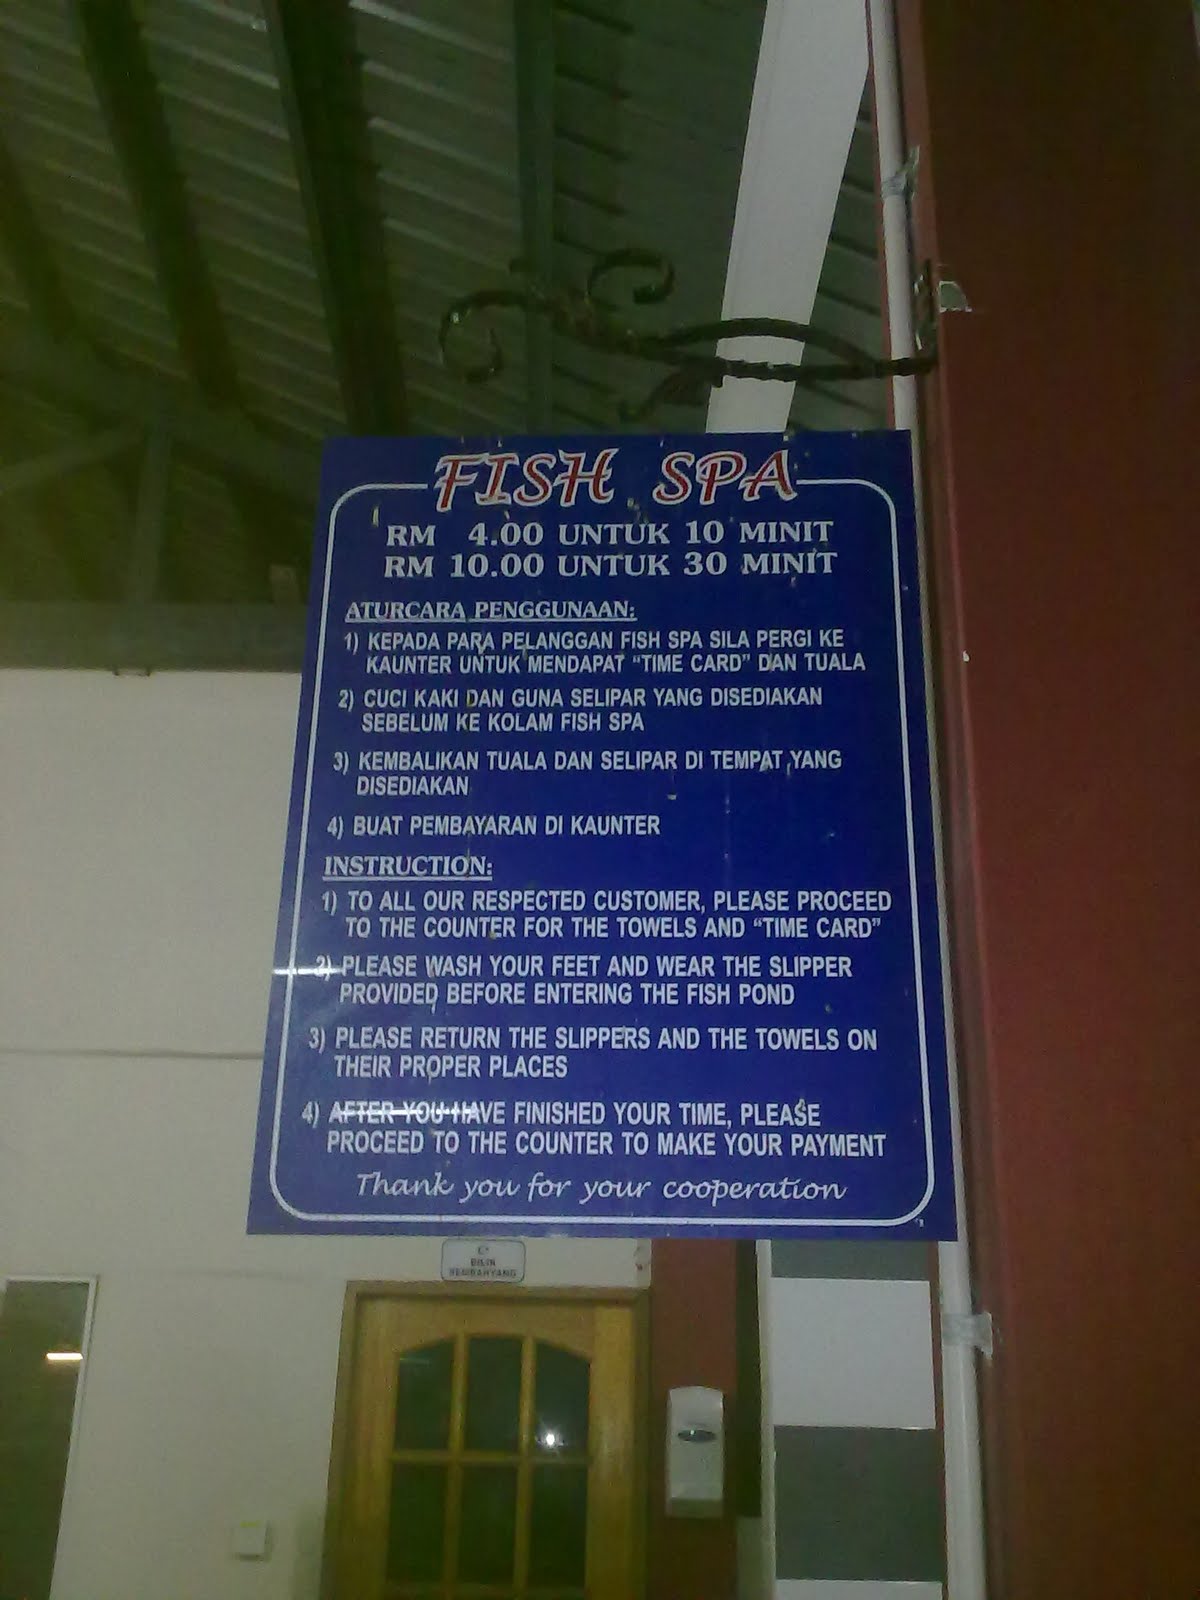 FISH SPA
RM 4.00 UNTUK 10 MINIT
RM 10.00 UNTUK 30 MINIT
ATURCARA PENGGUNAAN:
1) KEPADA PARA PELANGGAN FISH SPA SILA PERGI KE
KAUNTER UNTUK MENDAPAT “TIME CARD” DAN TUALA
2) CUCI KAKI DAN GUNA SELIPAR YANG DISEDIAKAN
SEBELUM KE KOLAM FISH SPA
3) KEMBALIKAN TUALA DAN SELIPAR DI TEMPAT YANG
DISEDIAKAN
4) BUAT PEMBAYARAN DI KAUNTER
INSTRUCTION:
1) TO ALL OUR RESPECTED CUSTOMER, PLEASE PROCEED
TO THE COUNTER FOR THE TOWELS AND “TIME CARD”
2) PLEASE WASH YOUR FEET AND WEAR THE SLIPPER
PROVIDED BEFORE ENTERING THE FISH POND
3) PLEASE RETURN THE SLIPPERS AND THE TOWELS ON
THEIR PROPER PLACES
4) AFTER YOU HAVE FINISHED YOUR TIME, PLEASE
PROCEED TO THE COUNTER TO MAKE YOUR PAYMENT
Thank you for your cooperation
BILIK
SEMBAHYANG